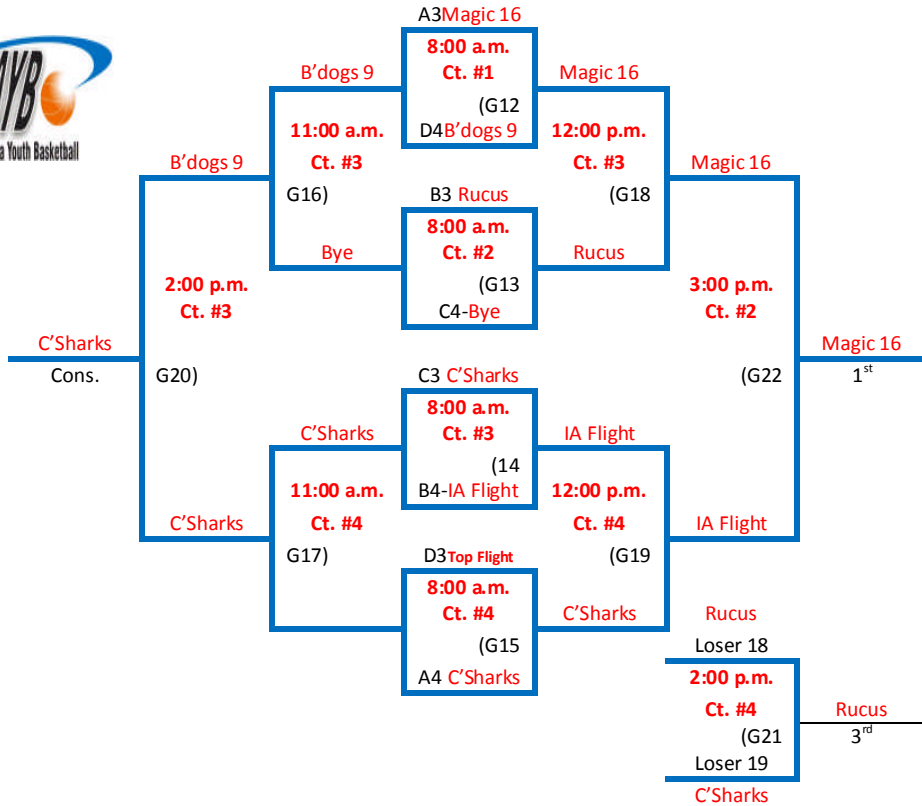 A3Magic 16
8:00 a.m.
B'dogs 9
Ct. #1
Magic 16
(G12
11:00 a.m.
D4B'dogs 9
12:00 p.m.
a Youth Basketball
B'dogs 9
Ct. #3
Ct. #3
Magic 16
G16)
B3 Rucus
(G18
8:00 a.m.
Bye
Ct. #2
Rucus
2:00 p.m.
(G13
3:00 p.m.
Ct. #3
C4-Bye
Ct. #2
C'Sharks
Magic 16
Cons.
G20)
C3 C'Sharks
(G22
1st
8:00 a.m.
C'Sharks
Ct. #3
IA Flight
(14
11:00 a.m.
B4-IA Flight
12:00 p.m.
C'Sharks
Ct. #4
Ct. #4
IA Flight
G17)
D3Top Flight
(G19
8:00 a.m.
Ct. #4
C'Sharks
Rucus
(G15
Loser 18
A4 C'Sharks
2:00 p.m.
Ct. #4
Rucus
(G21
3rd
Loser 19
C'Sharks